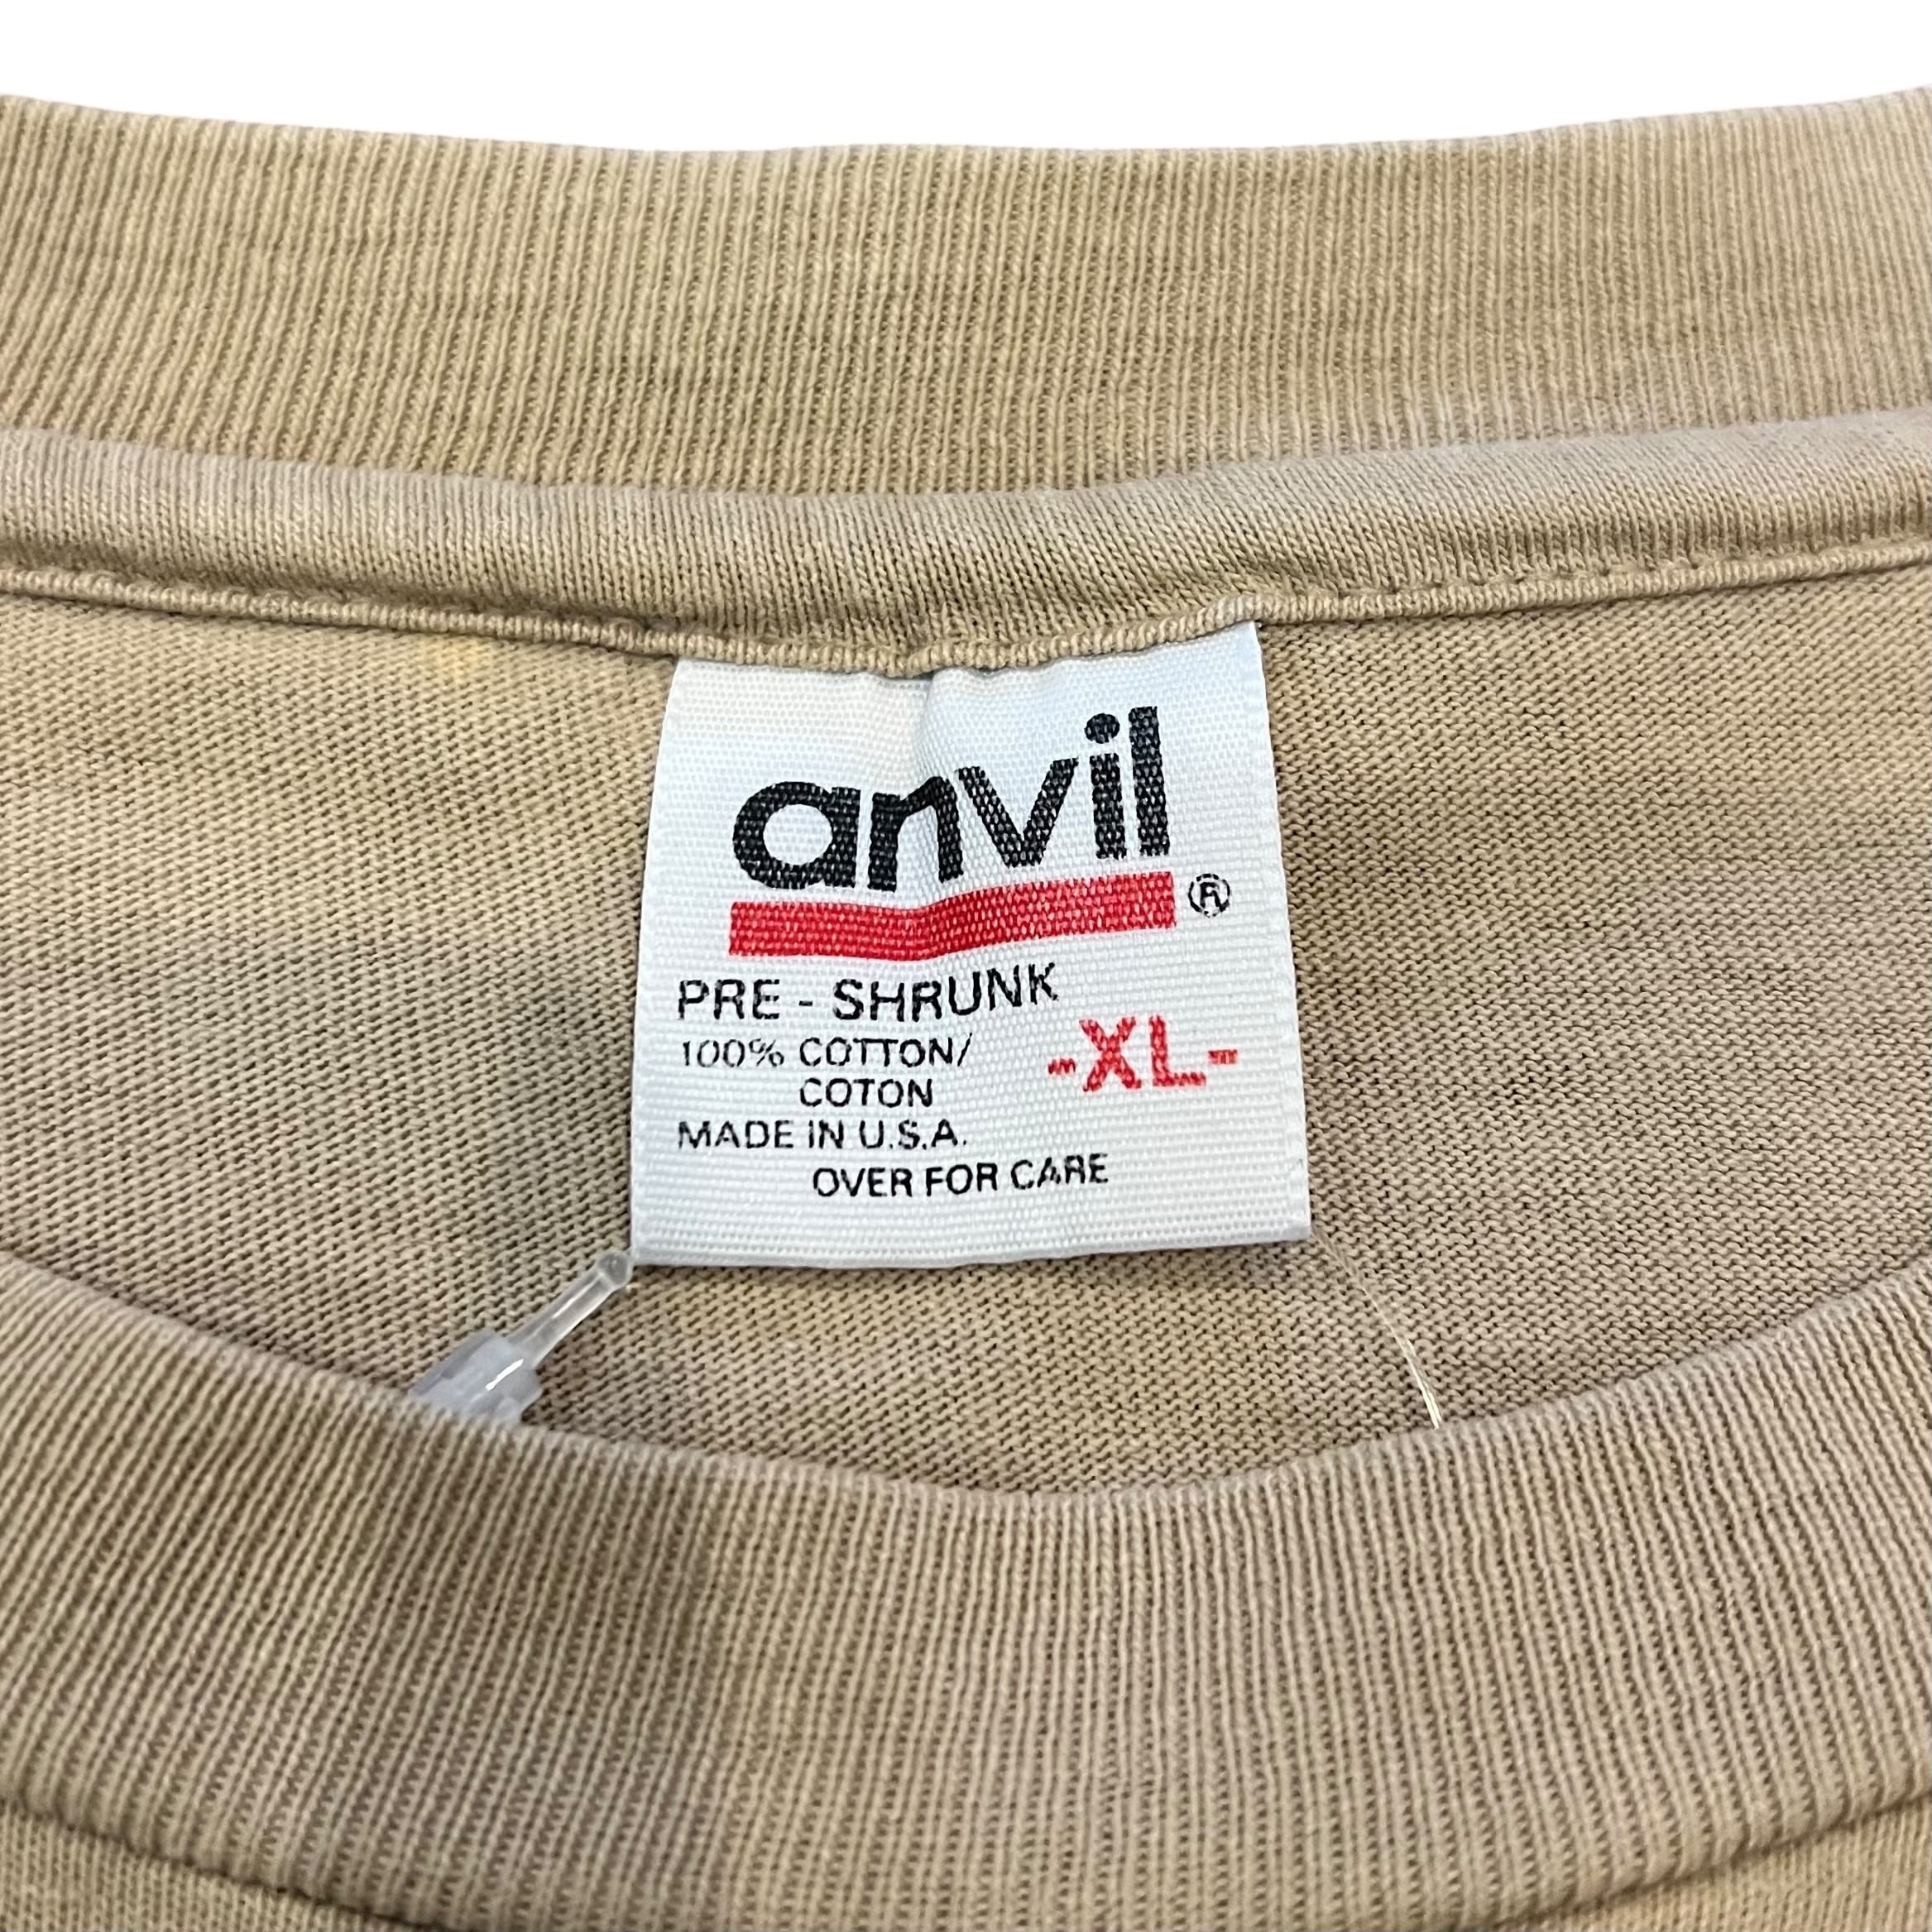 anvil
®
PRE - SHRUNK
100% COTTON/
COTON
-XL-
MADE IN U.S.A.
OVER FOR CARE